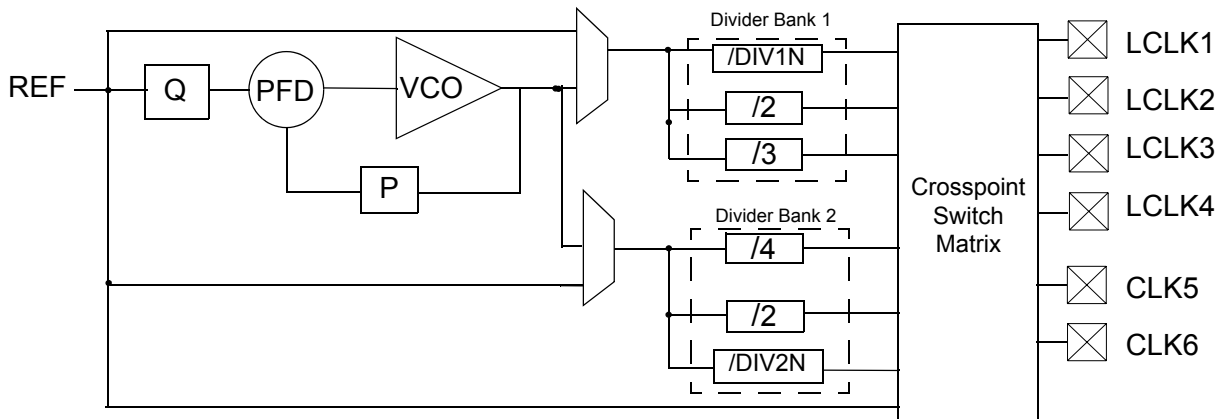 Divider Bank 1
LCLK1
/DIV1N
REF
Q
PFD
VCO
/2
LCLK2
/3
LCLK3
P
Crosspoint
Switch
Matrix
LCLK4
Divider Bank 2
/4
CLK5
/2
CLK6
/DIV2N